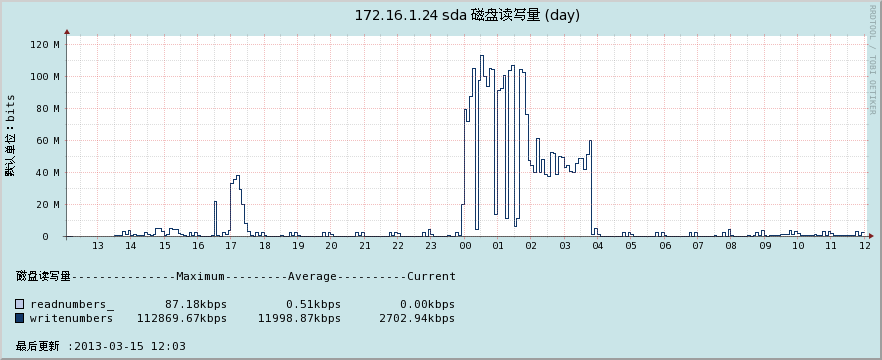 172.16.1.24 sda 磁盘读写量 (day)
RRDTOOL / TOBI OETIKER
默认单位：bits
120 M
100 M
80 M
60 M
40 M
20 M
0
13 14 15 16 17 18 19 20 21 22 23 00 01 02 03 04 05 06 07 08 09 10 11 12
磁盘读写量---------------Maximum---------Average----------Current
readnumbers_ 87.18kbps 0.51kbps 0.00kbps
writenumbers 112869.67kbps 11998.87kbps 2702.94kbps
最后更新 :2013-03-15 12:03